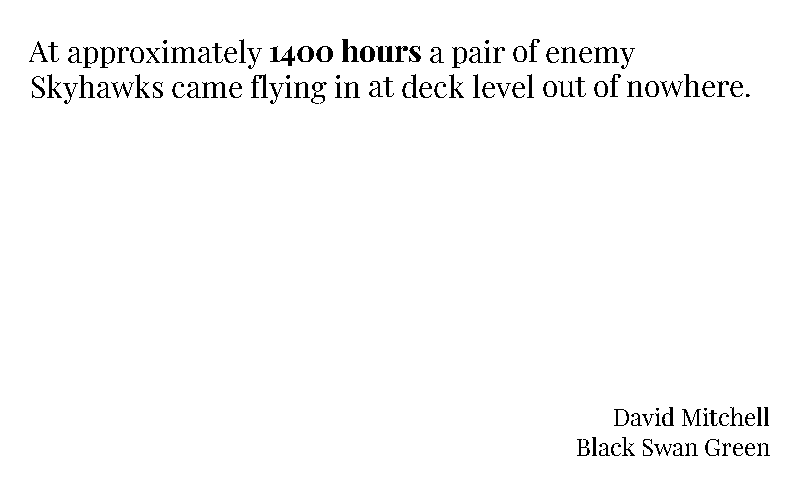 At approximately 1400 hours a pair of enemy
Skyhawks came flying in at deck level out of nowhere.
David Mitchell
Black Swan Green